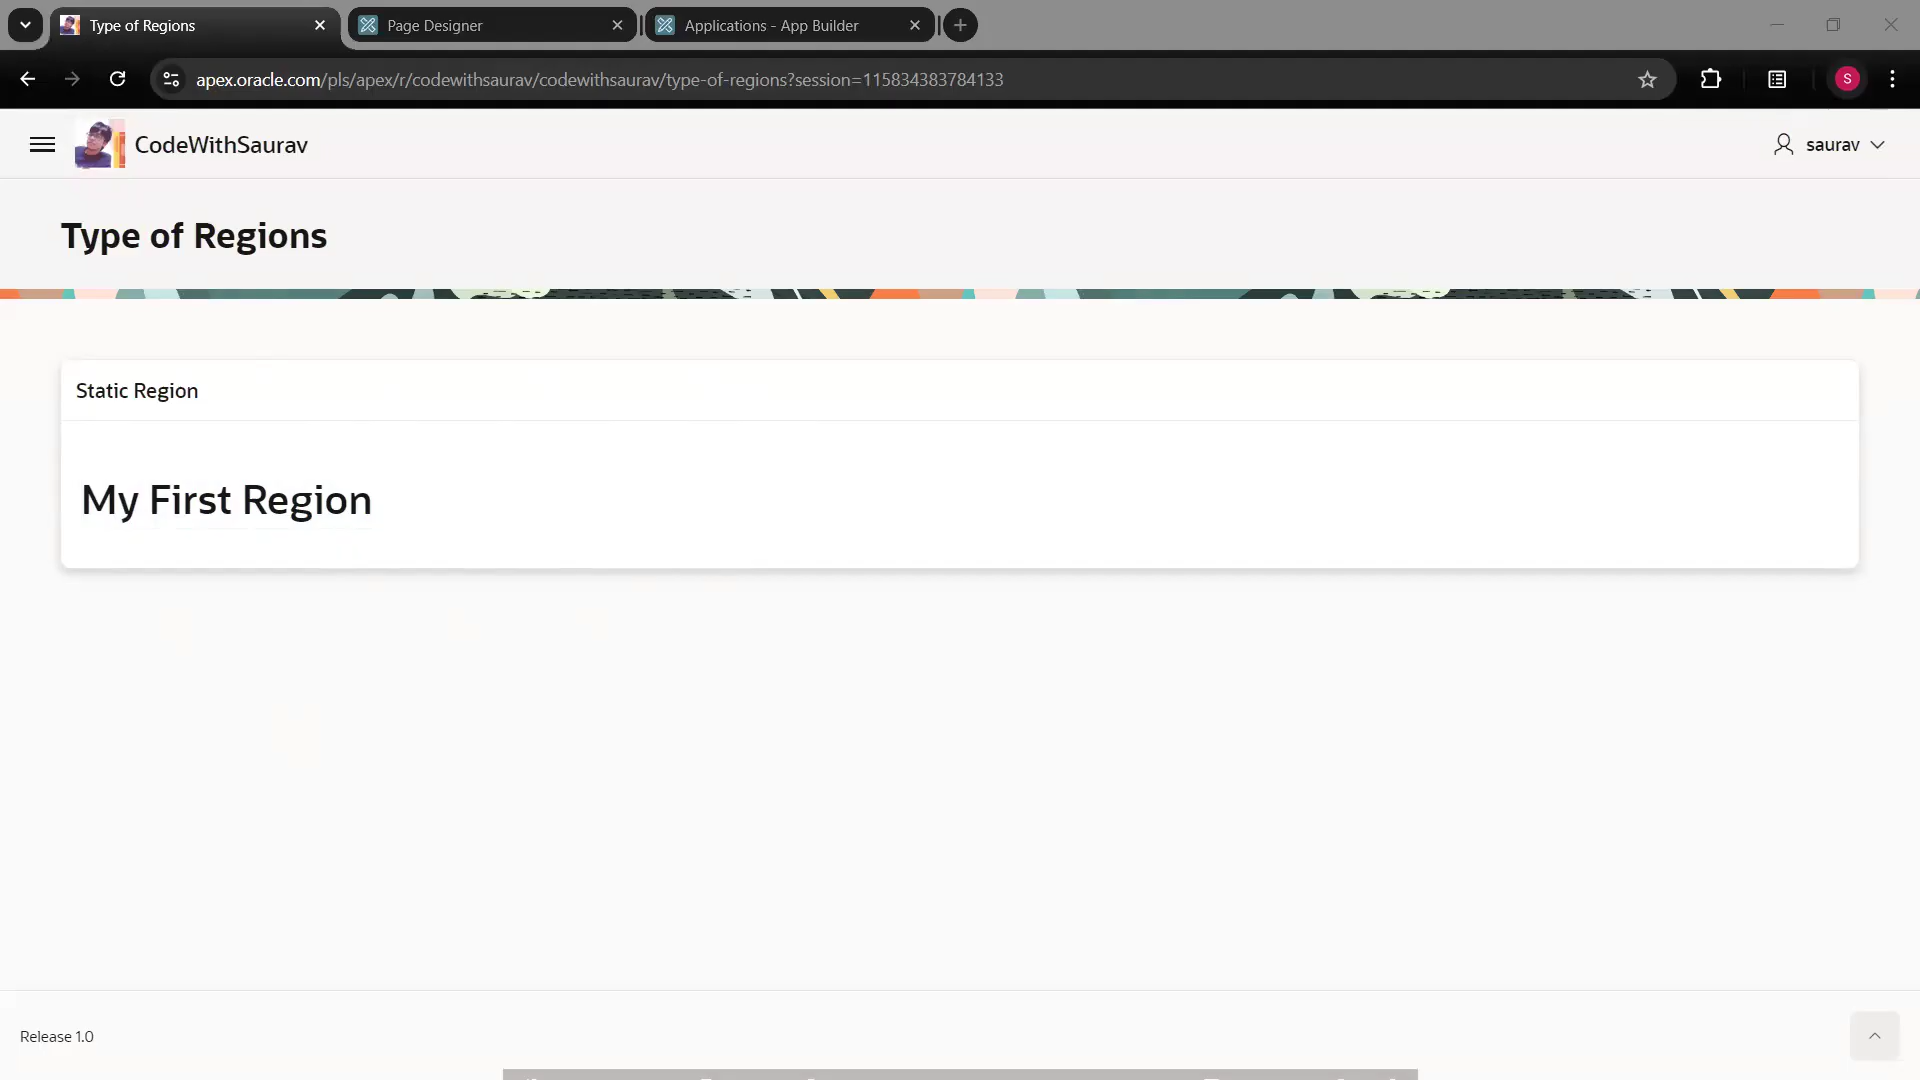 Type of Regions
Page Designer
Applications - App Builder
apex.oracle.com/pls/apex/r/codewithsaurav/codewithsaurav/type-of-regions?session=115834383784133
S
CodeWithSaurav
saurav
Type of Regions
Static Region
My First Region
Release 1.0